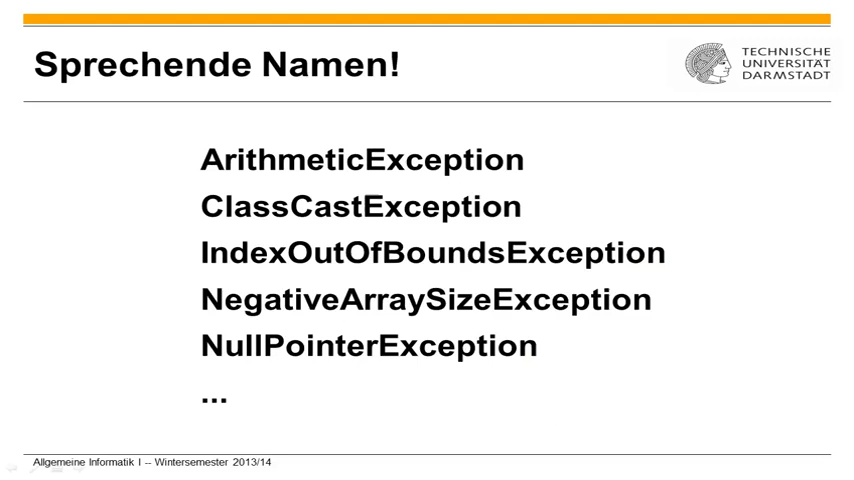 Sprechende Namen!
TECHNISCHE
UNIVERSITÄT
DARMSTADT
ArithmeticException
ClassCastException
IndexOutOfBoundsException
NegativeArraySizeException
NullPointerException
...
Allgemeine Informatik I -- Wintersemester 2013/14